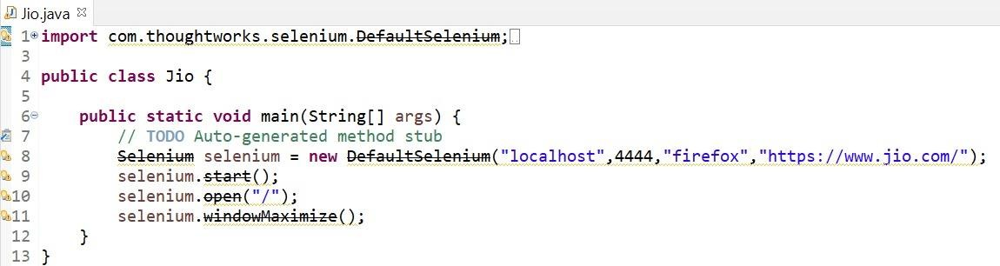 Jio.java
1 import com.thoughtworks.selenium.DefaultSelenium;
3
4 public class Jio {
5
6 public static void main(String[] args) {
7 // TODO Auto-generated method stub
8 Selenium selenium = new DefaultSelenium("localhost",4444,"firefox","https://www.jio.com/");
9 selenium.start();
10 selenium.open("/");
11 selenium.windowMaximize();
12 }
13 }